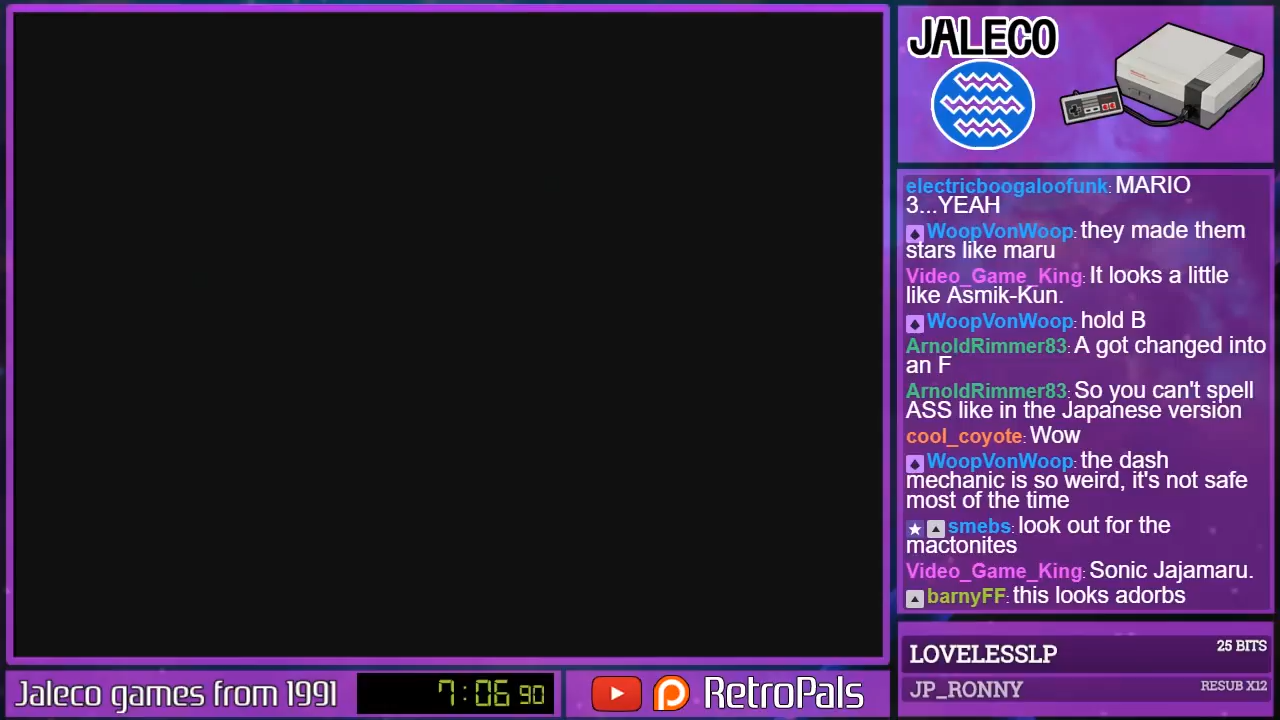 JALECO
electricboogaloofunk: MARIO
3...YEAH
WoopVonWoop: they made them
stars like maru
Video_Game_King: It looks a little
like Asmik-Kun.
WoopVonWoop: hold B
ArnoldRimmer83: A got changed into
an F
ArnoldRimmer83: So you can't spell
ASS like in the Japanese version
cool_coyote: Wow
WoopVonWoop: the dash
mechanic is so weird, it's not safe
most of the time
smebs: look out for the
mactonites
Video_Game_King: Sonic Jajamaru.
barnyFF: this looks adorbs
LOVELESSLP 25 BITS
JP_RONNY RESUB X12
Jaleco games from 1991 7:06 90 RetroPals